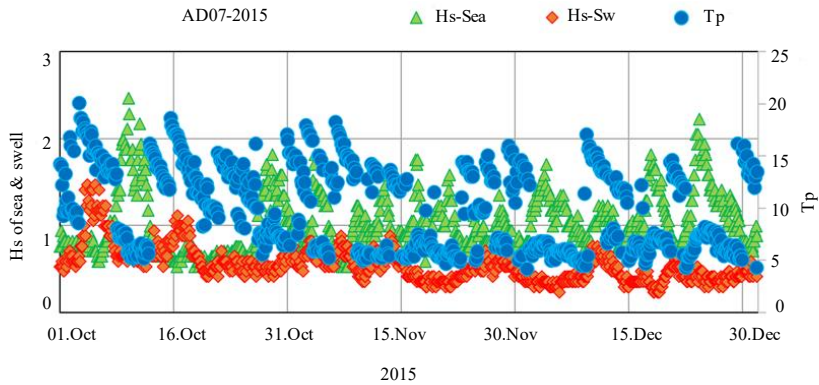 AD07-2015 Hs-Sea Hs-Sw Tp
Hs of sea & swell
3
2
1
0
25
20
15
10
5
0
Tp
01.Oct 16.Oct 31.Oct 15.Nov 30.Nov 15.Dec 30.Dec
2015